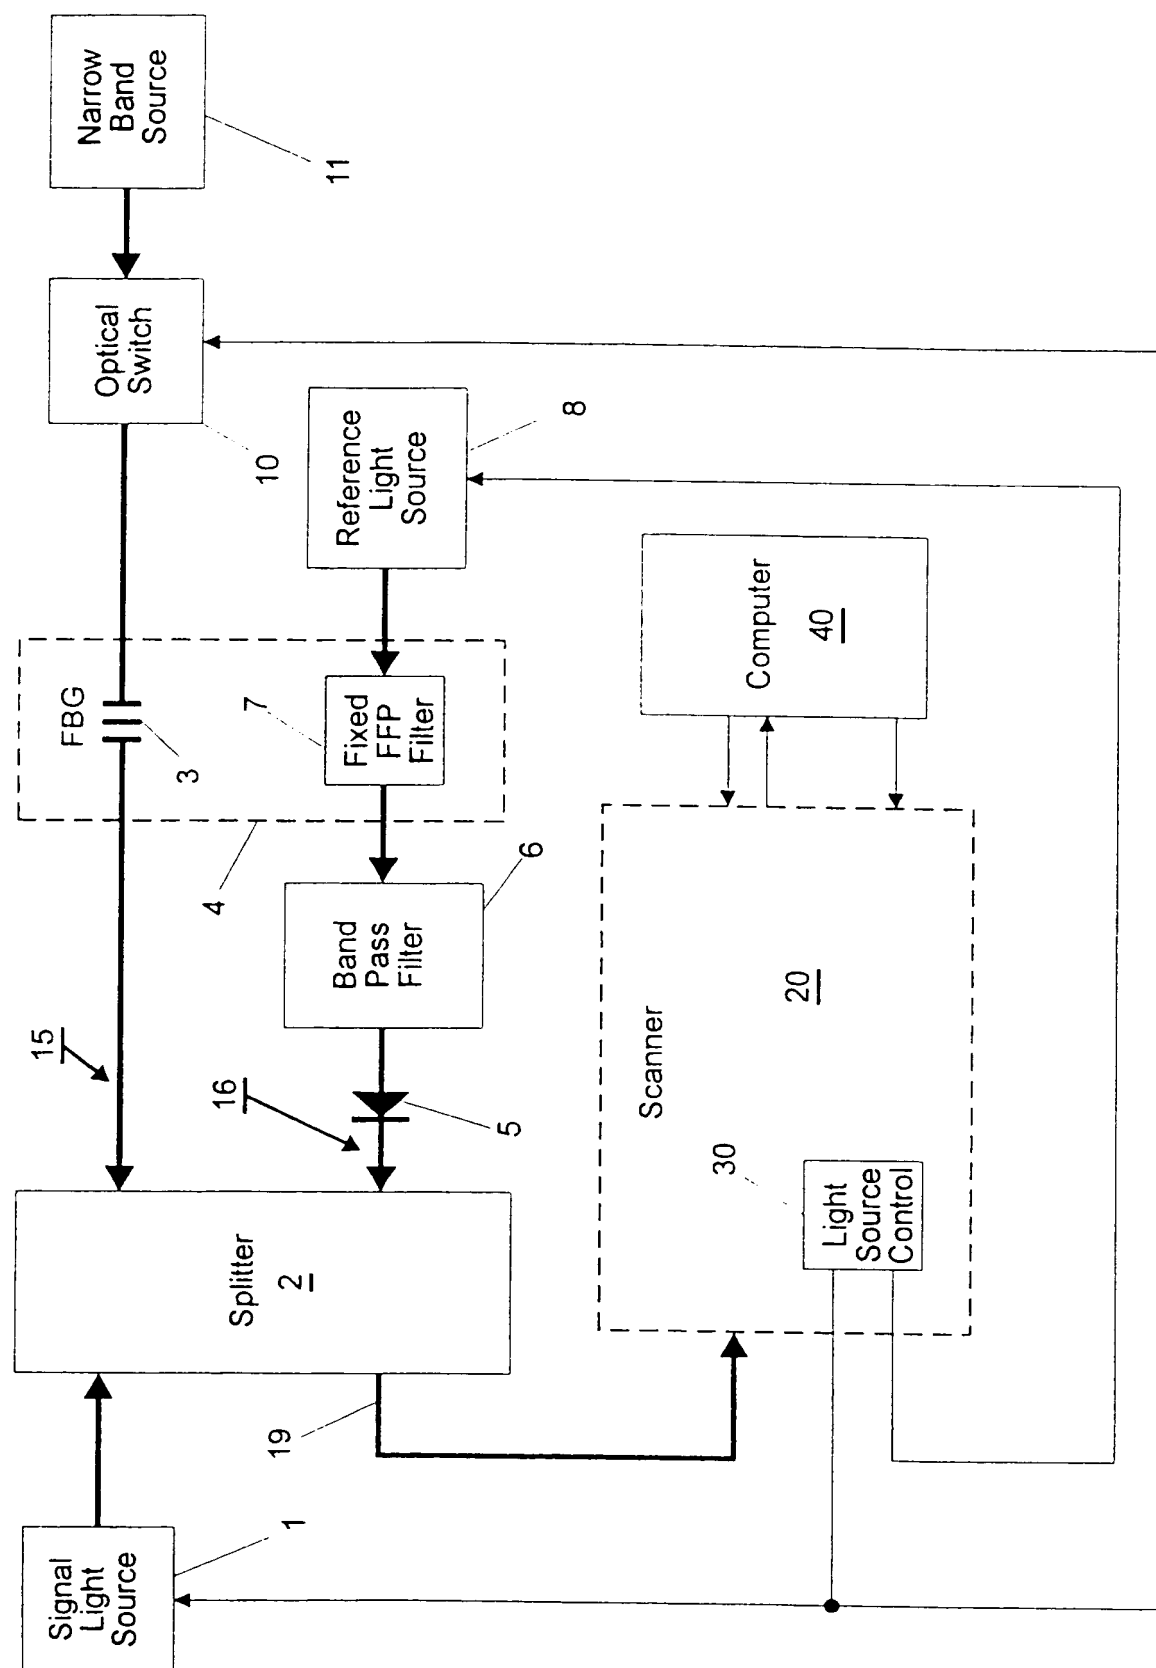 Signal
Light
Source
1
Splitter
2
19
15
16
5
Band
Pass
Filter
6
4
FBG
3
7
Fixed
FFP
Filter
Reference
Light
Source
8
Optical
Switch
10
Narrow
Band
Source
11
Scanner
20
30
Light
Source
Control
Computer
40